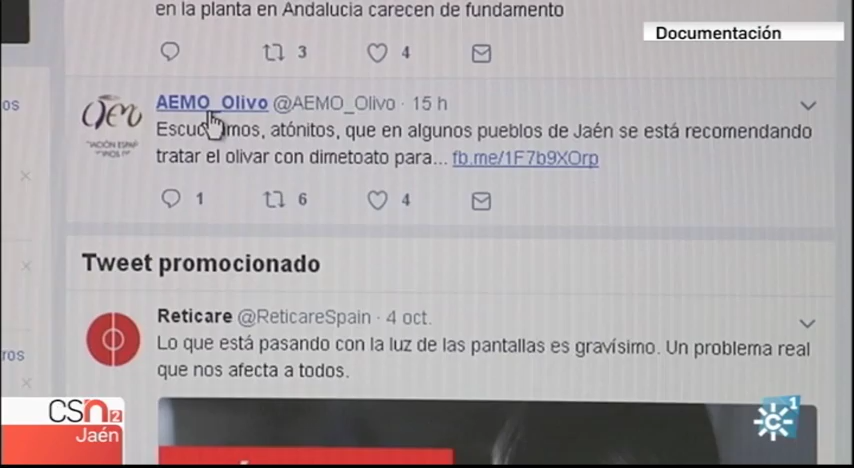 en la planta en Andalucia carecen de fundamento
3
4
Documentación
os
AEMO_Olivo @AEMO_Olivo · 15 h
mos, atónitos, que en algunos pueblos de Jaén se está recomendando
tratar el olivar con dimetoato para... fb.me/1F7b9XOrp
1
6
4
Tweet promocionado
Reticare @ReticareSpain · 4 oct.
Lo que está pasando con la luz de las pantallas es gravísimo. Un problema real
que nos afecta a todos.
ros
CSn2
Jaén
1